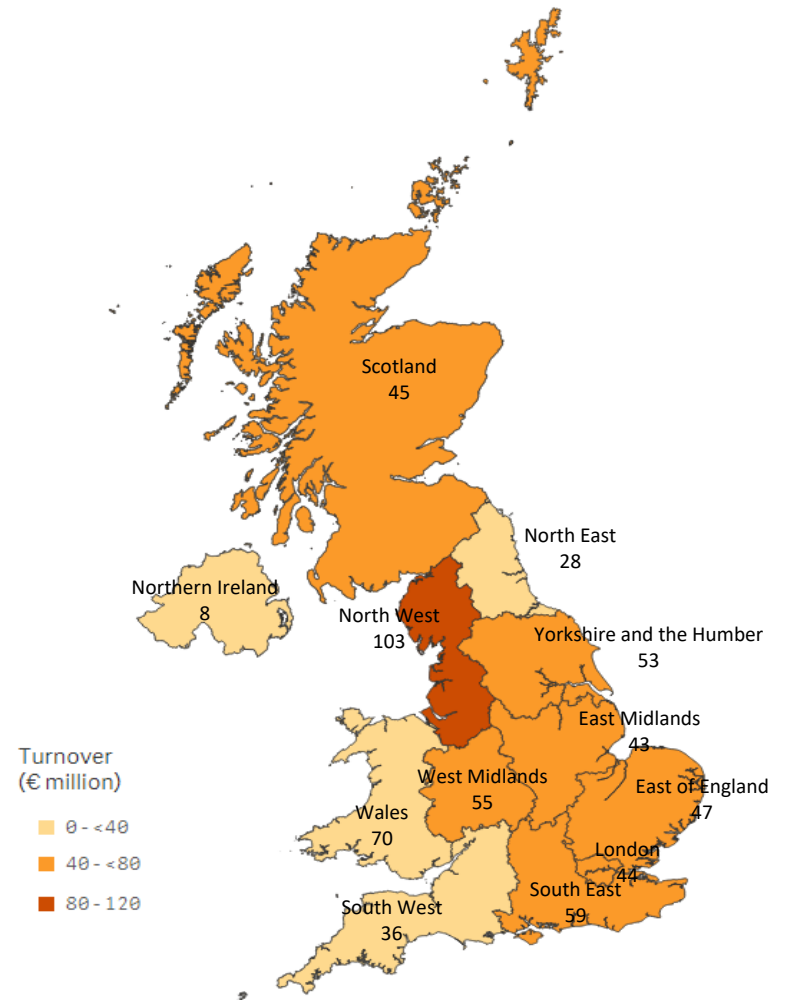 Scotland
45
North East
28
Northern Ireland
8
North West
103
Yorkshire and the Humber
53
East Midlands
43
Turnover
(€ million)
0-<40
40-<80
80-120
West Midlands
55
East of England
47
Wales
70
London
44
South East
59
South West
36